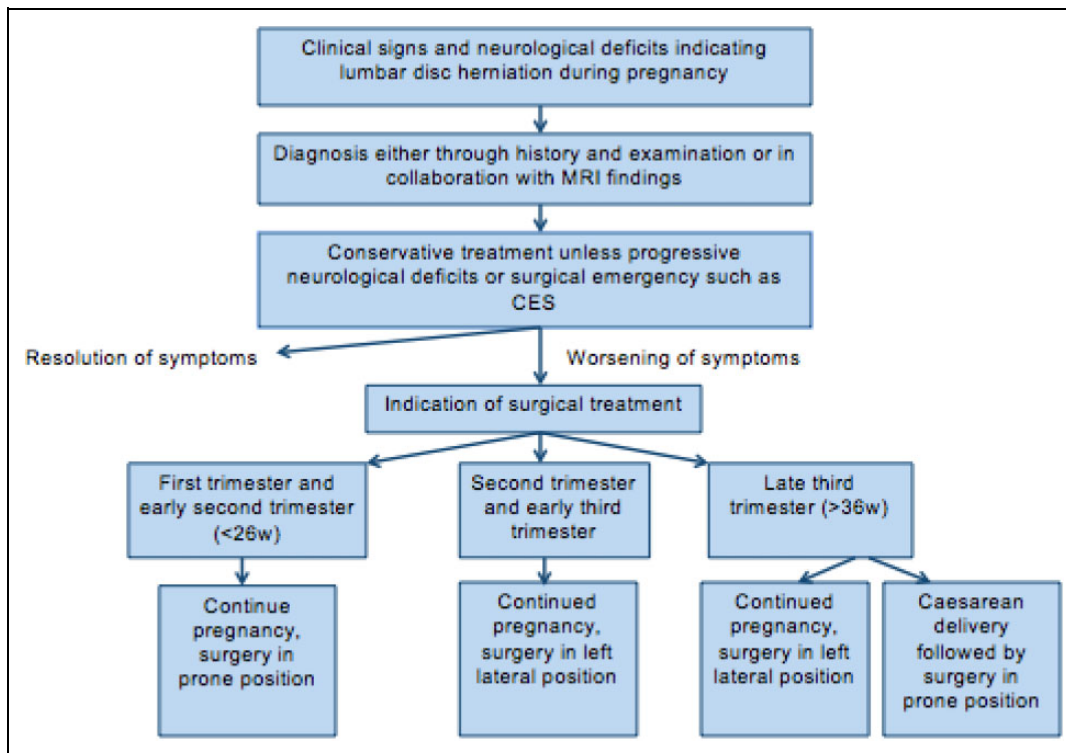 Clinical signs and neurological deficits indicating
lumbar disc herniation during pregnancy
Diagnosis either through history and examination or in
collaboration with MRI findings
Conservative treatment unless progressive
neurological deficits or surgical emergency such as
CES
Resolution of symptoms
Worsening of symptoms
Indication of surgical treatment
First trimester and
early second trimester
(<26w)
Second trimester
and early third
trimester
Late third
trimester (>36w)
Continue
pregnancy,
surgery in
prone position
Continued
pregnancy,
surgery in left
lateral position
Continued
pregnancy,
surgery in left
lateral position
Caesarean
delivery
followed by
surgery in
prone position